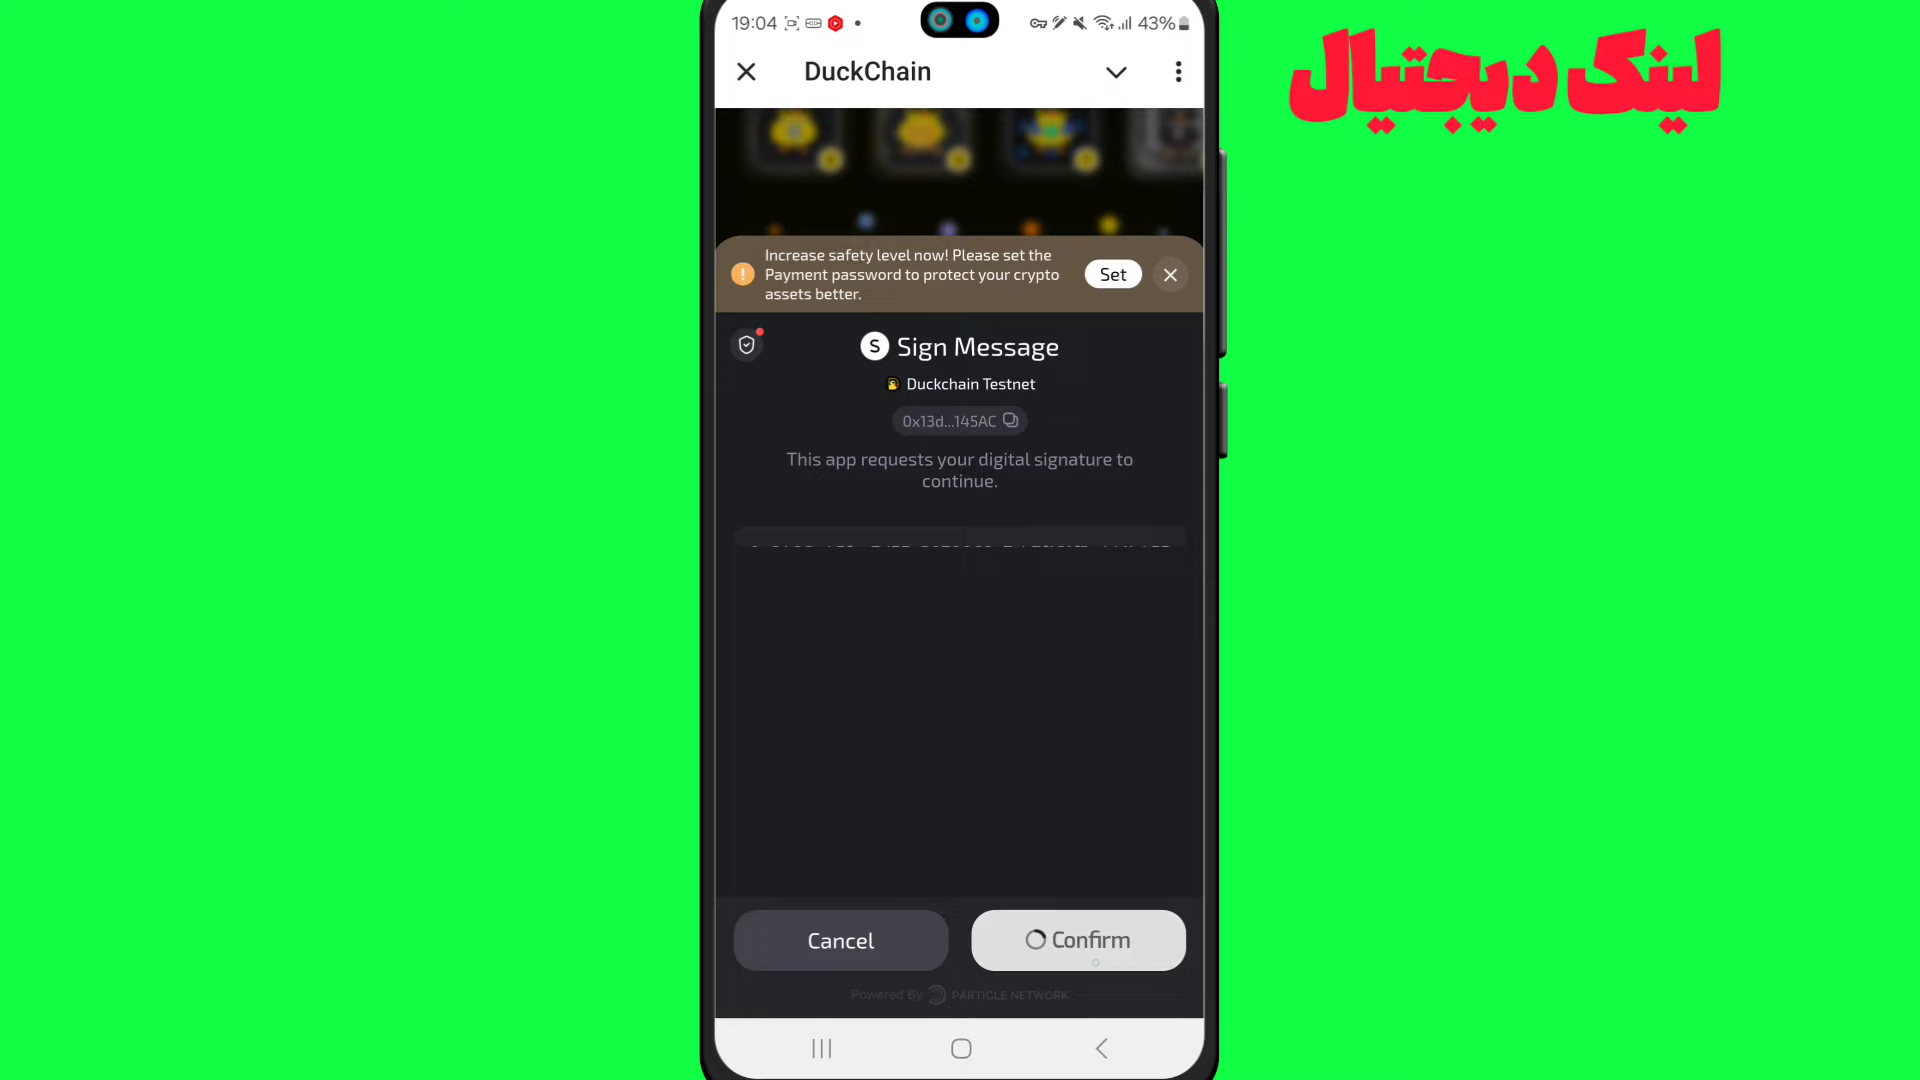 19:04
43%
لینک دیجتیال
DuckChain
Increase safety level now! Please set the
Payment password to protect your crypto
assets better.
Set
S Sign Message
Duckchain Testnet
0x13d...145AC
This app requests your digital signature to
continue.
Cancel
Confirm
Powered By PARTICLE NETWORK